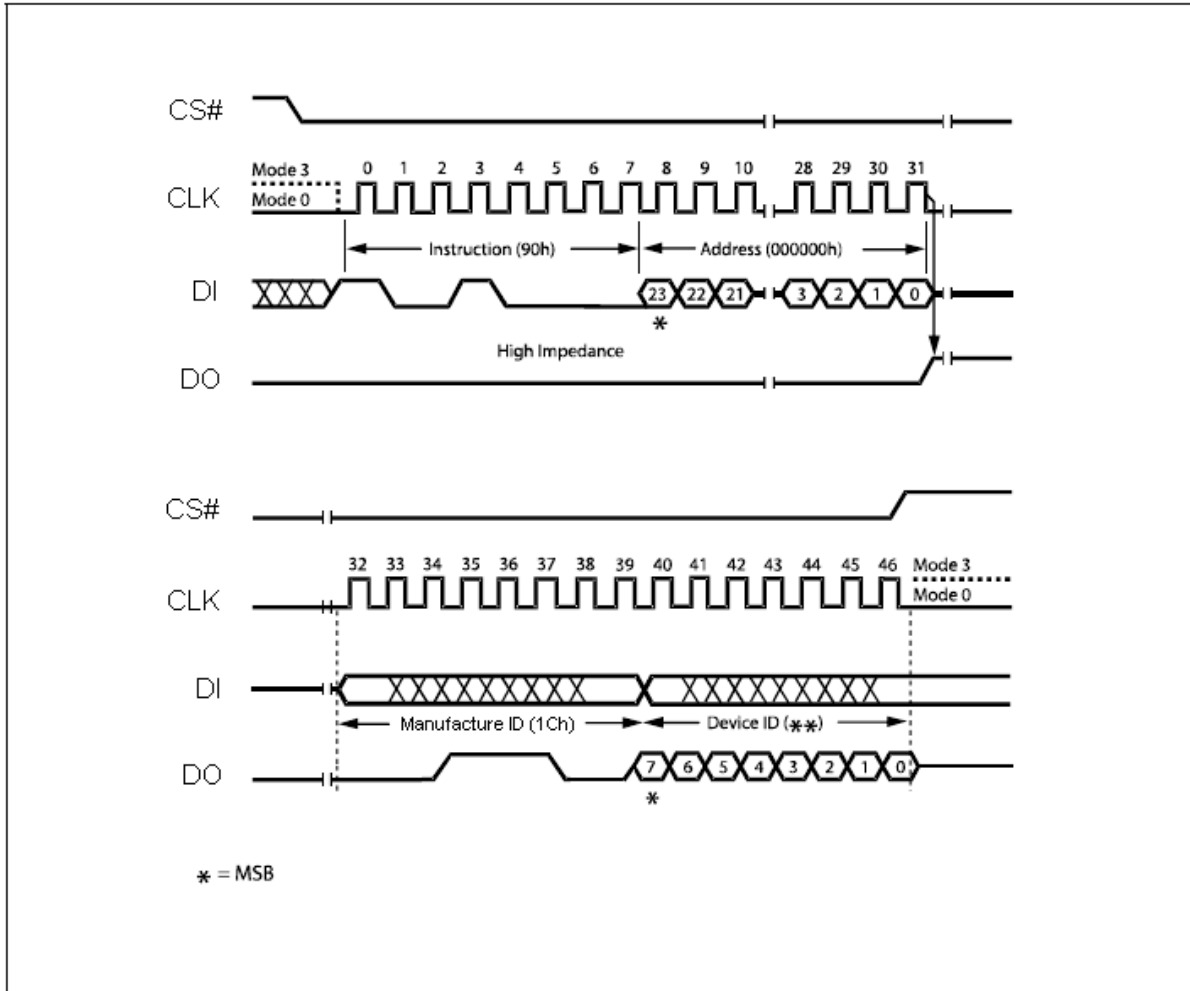 CS#
Mode 3
0 1 2 3 4 5 6 7 8 9 10 28 29 30 31
CLK
Mode 0
Instruction (90h)
Address (000000h)
DI
23 22 21 3 2 1 0
*
High Impedance
DO
CS#
32 33 34 35 36 37 38 39 40 41 42 43 44 45 46
Mode 3
CLK
Mode 0
DI
Manufacture ID (1Ch)
Device ID (**)
DO
7 6 5 4 3 2 1 0
*
* = MSB